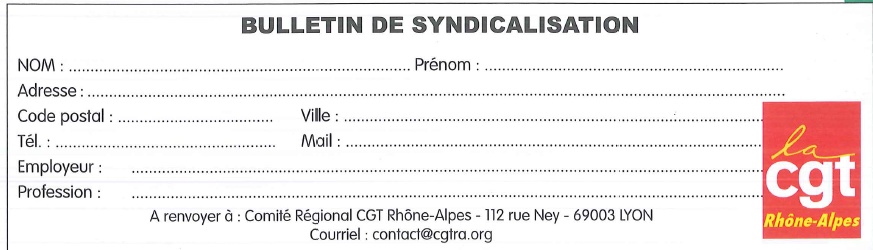 BULLETIN DE SYNDICALISATION
NOM : ........................................ Prénom : ........................................
Adresse : ........................................
Code postal : ........................................ Ville : ........................................
Tél. : ........................................ Mail : ........................................
Employeur : ........................................
Profession : ........................................
A renvoyer à : Comité Régional CGT Rhône-Alpes - 112 rue Ney - 69003 LYON
Courriel : contact@cgtra.org
la
cgt
Rhône-Alpes